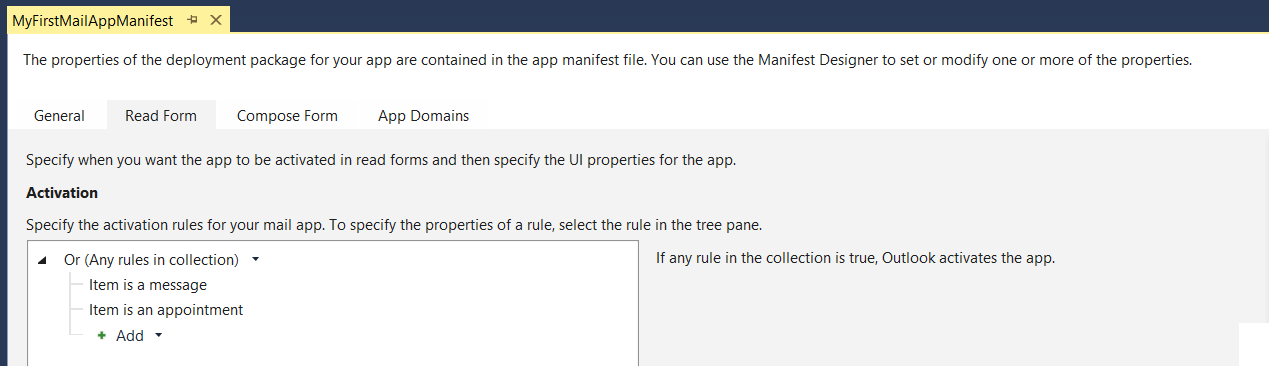 MyFirstMailAppManifest
The properties of the deployment package for your app are contained in the app manifest file. You can use the Manifest Designer to set or modify one or more of the properties.
General Read Form Compose Form App Domains
Specify when you want the app to be activated in read forms and then specify the UI properties for the app.
Activation
Specify the activation rules for your mail app. To specify the properties of a rule, select the rule in the tree pane.
Or (Any rules in collection)
If any rule in the collection is true, Outlook activates the app.
Item is a message
Item is an appointment
Add